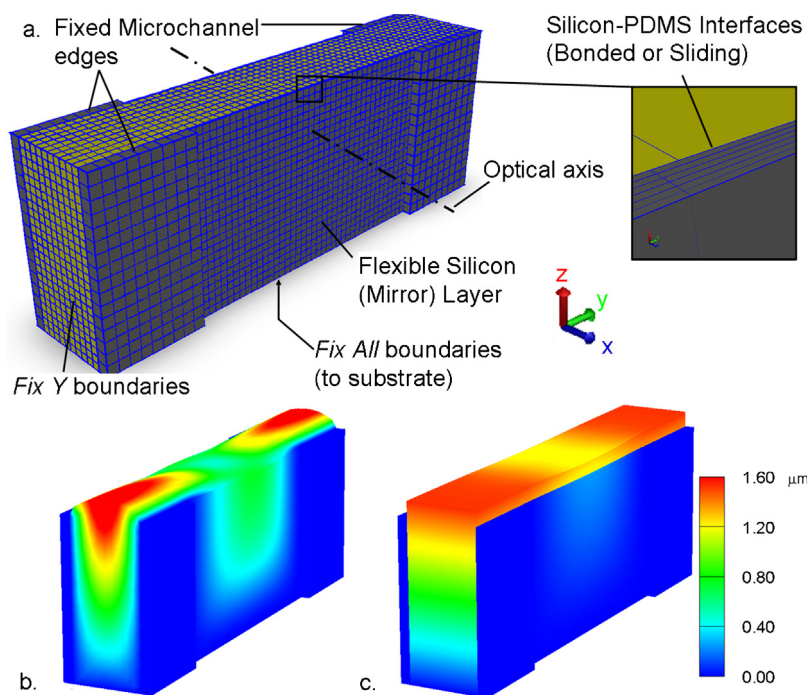 a. Fixed Microchannel
edges
Silicon-PDMS Interfaces
(Bonded or Sliding)
Optical axis
Flexible Silicon
(Mirror) Layer
z
y
x
Fix All boundaries
(to substrate)
Fix Y boundaries
1.60 μm
1.20
0.80
0.40
0.00
b.
c.